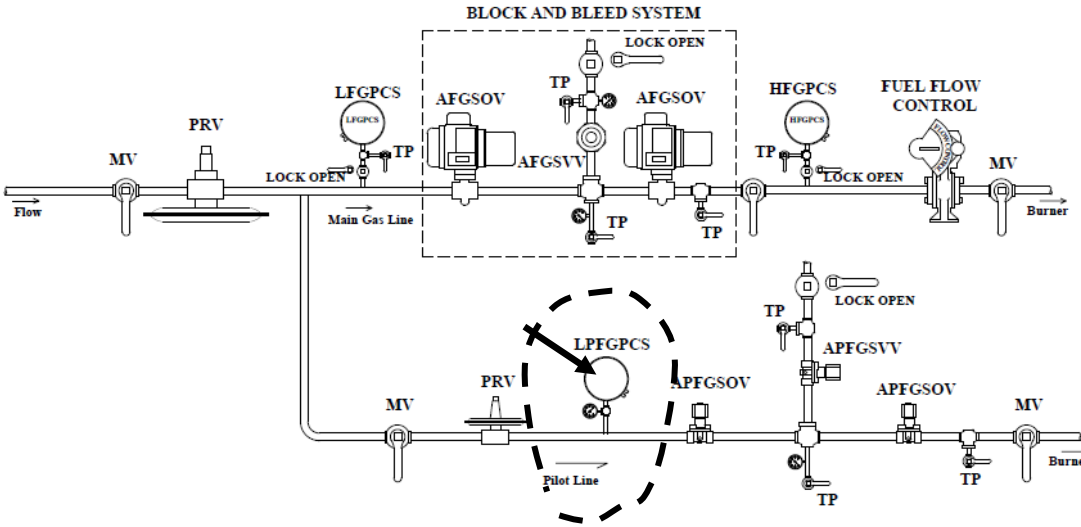 BLOCK AND BLEED SYSTEM
LOCK OPEN
LFGPCS
AFGSOV
TP
AFGSOV
HFGPCS
FUEL FLOW
CONTROL
PRV
LFGPCS
HFGPCS
FLOW CONTROL
MV
TP
AFGSVV
TP
MV
LOCK OPEN
LOCK OPEN
Flow
Main Gas Line
TP
TP
Burner
LOCK OPEN
TP
LPFGPCS
APFGSVV
PRV
APFGSOV
APFGSOV
MV
MV
Pilot Line
Burner
TP
TP